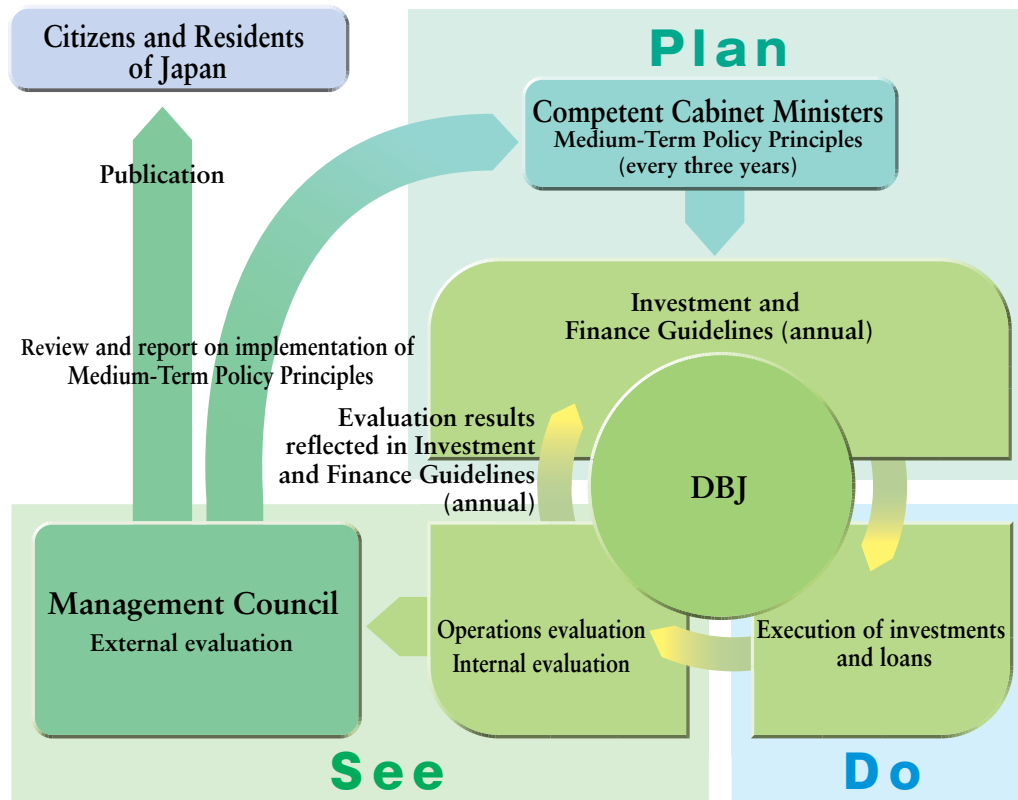 Citizens and Residents
of Japan
Plan
Competent Cabinet Ministers
Medium-Term Policy Principles
(every three years)
Publication
Investment and
Finance Guidelines (annual)
Review and report on implementation of
Medium-Term Policy Principles
Evaluation results
reflected in Investment
and Finance Guidelines
(annual)
DBJ
Management Council
External evaluation
Operations evaluation
Internal evaluation
Execution of investments
and loans
See
Do